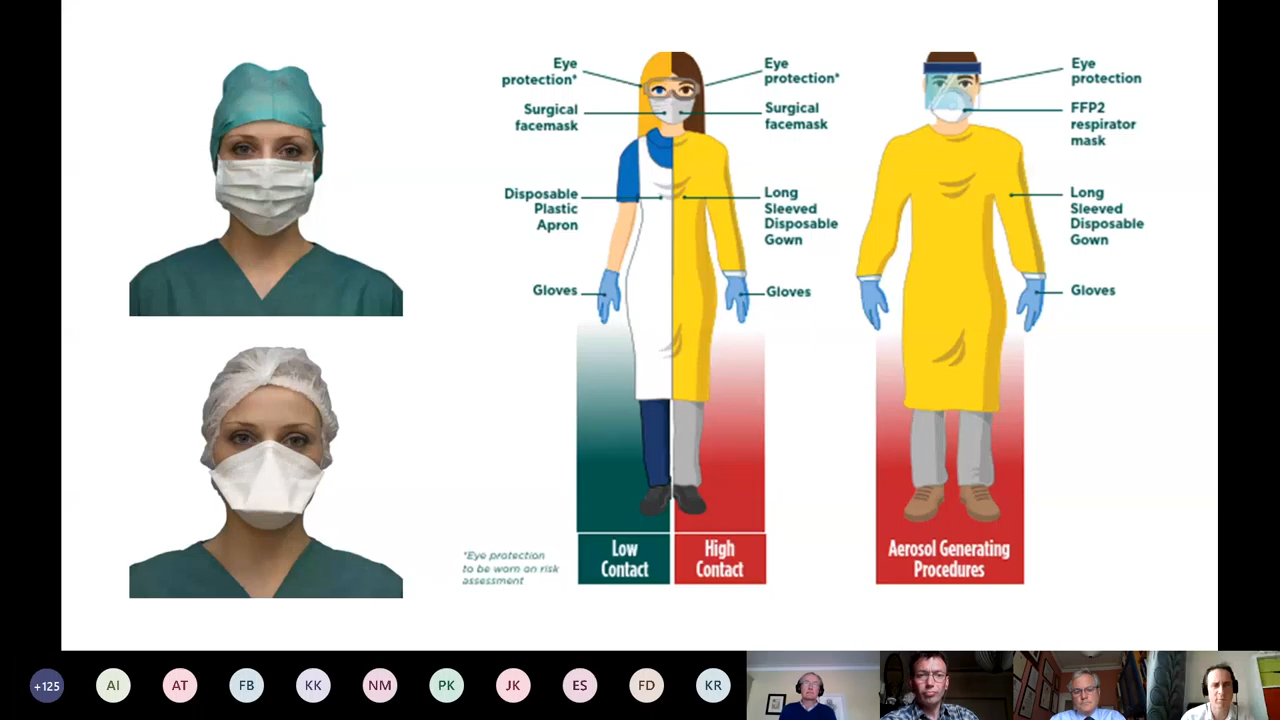 Eye
protection*
Surgical
facemask
Disposable
Plastic
Apron
Gloves
Eye
protection*
Surgical
facemask
Long
Sleeved
Disposable
Gown
Gloves
Eye
protection
FFP2
respirator
mask
Long
Sleeved
Disposable
Gown
Gloves
*Eye protection
to be worn on risk
assessment
Low
Contact
High
Contact
Aerosol Generating
Procedures
+125
AI
AT
FB
KK
NM
PK
JK
ES
FD
KR